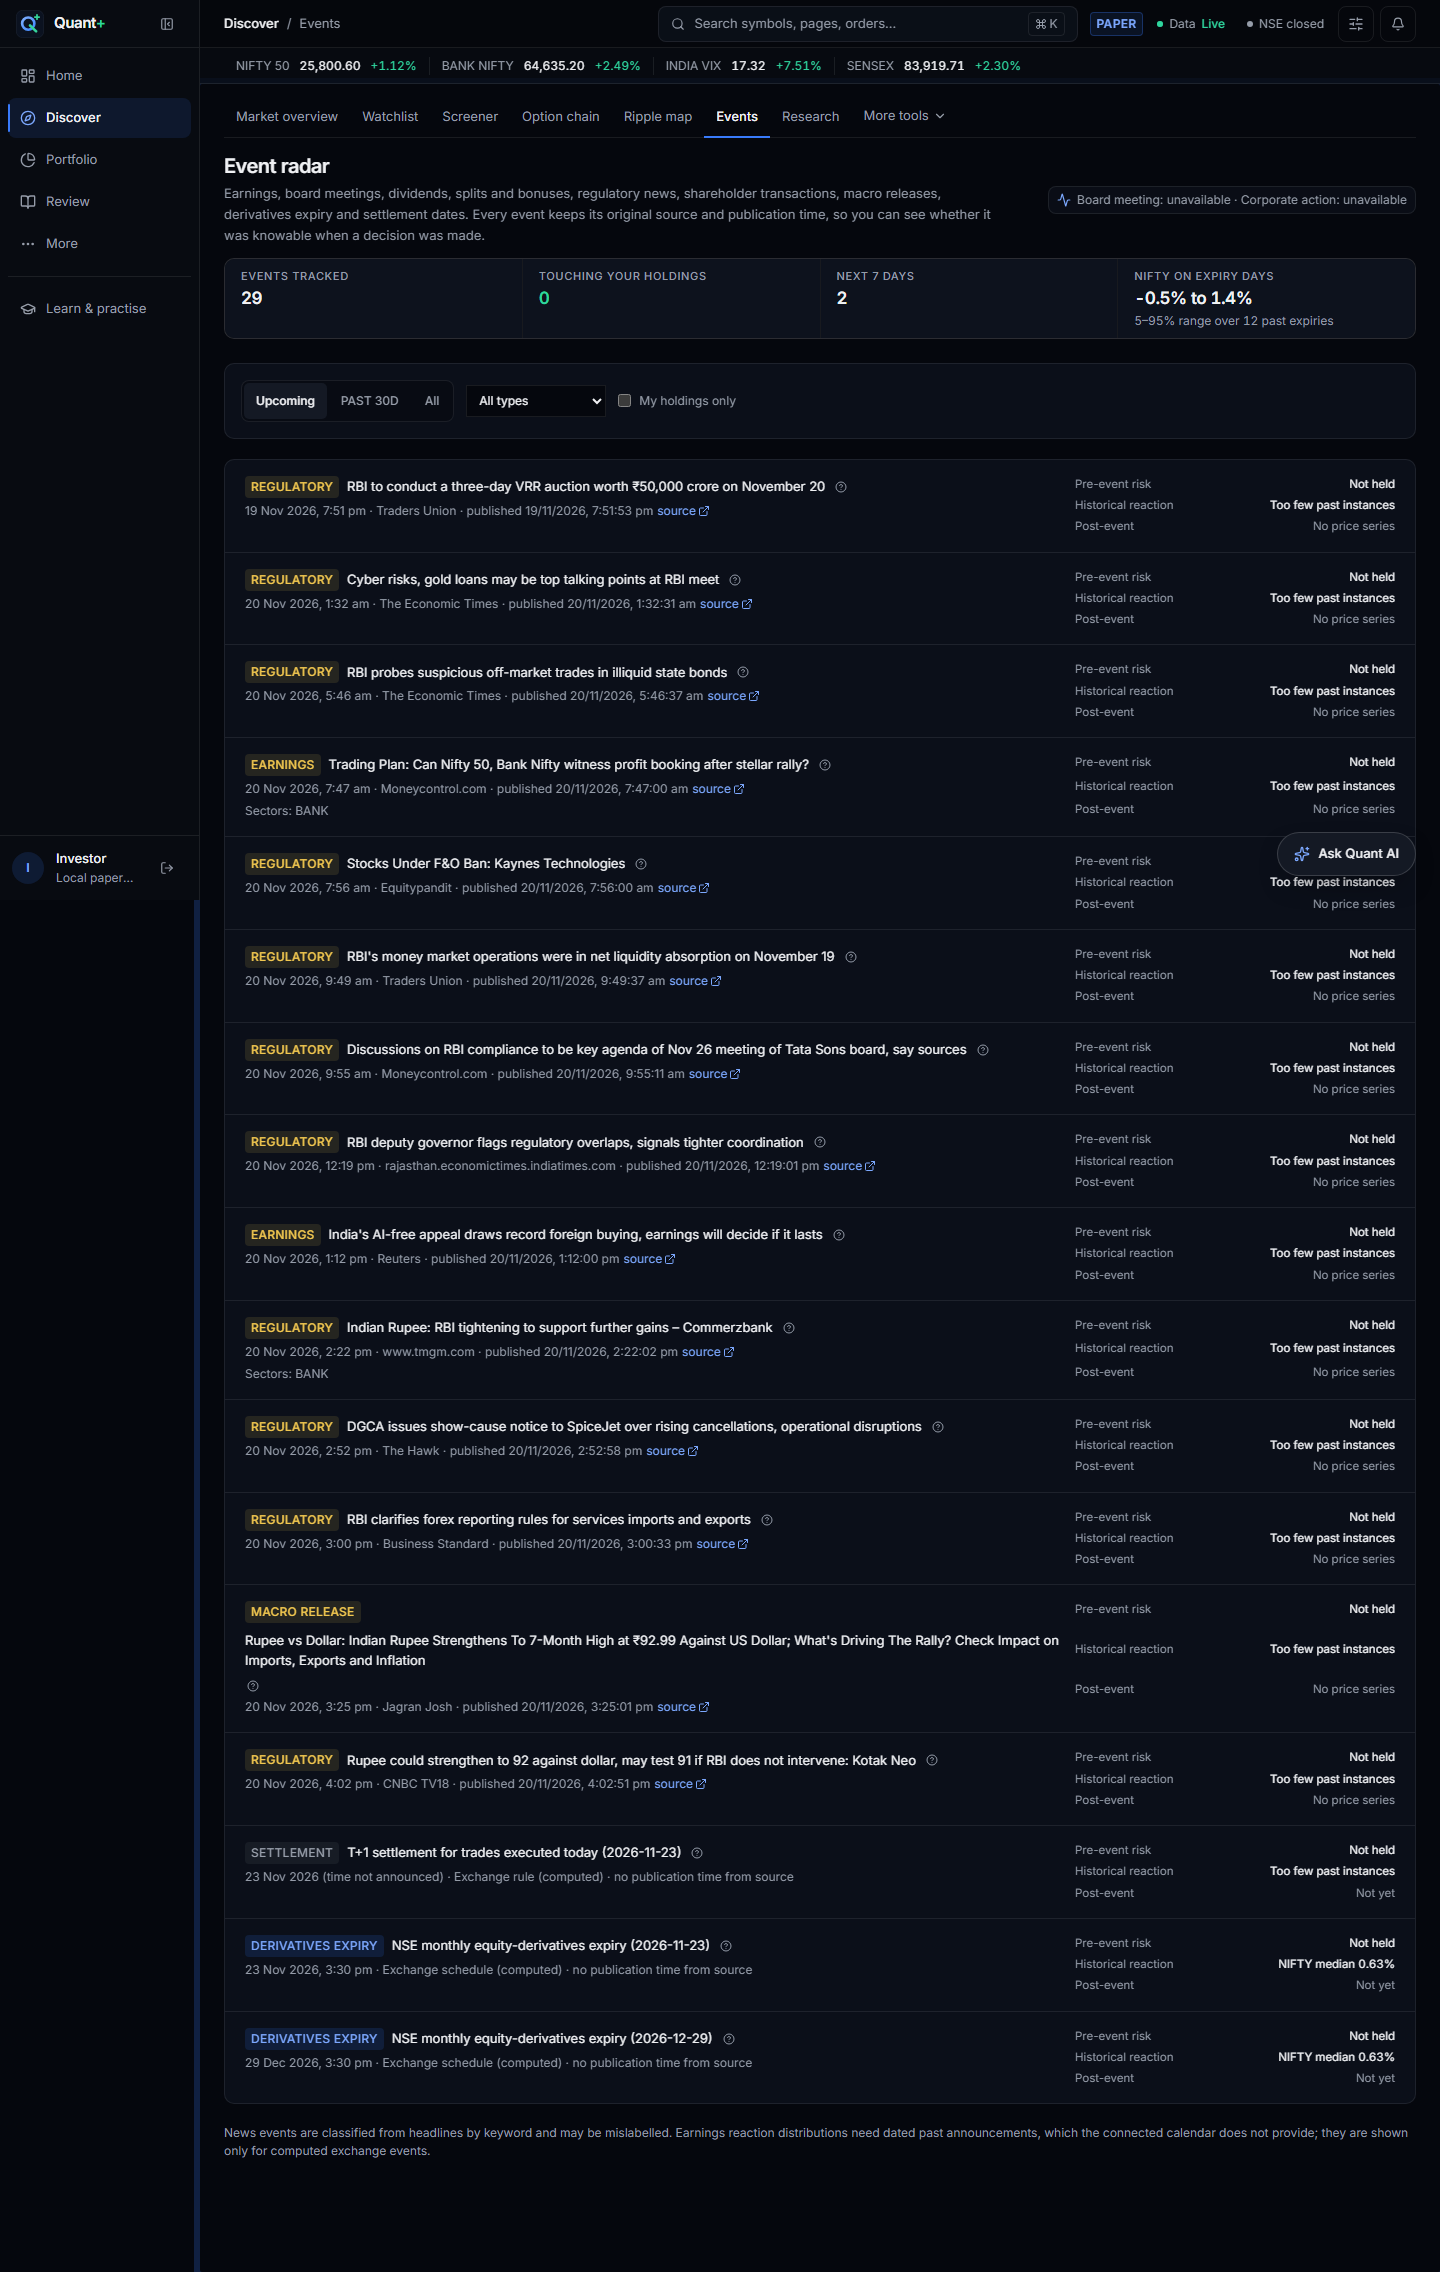 Quant+
Discover / Events
Search symbols, pages, orders...
⌘ K
PAPER
Data Live
NSE closed
NIFTY 50 25,800.60 +1.12%
BANK NIFTY 64,635.20 +2.49%
INDIA VIX 17.32 +7.51%
SENSEX 83,919.71 +2.30%
Home
Discover
Portfolio
Review
More
Learn & practise
Investor
Local paper...
I
Market overview
Watchlist
Screener
Option chain
Ripple map
Events
Research
More tools
Event radar
Earnings, board meetings, dividends, splits and bonuses, regulatory news, shareholder transactions, macro releases,
derivatives expiry and settlement dates. Every event keeps its original source and publication time, so you can see whether it
was knowable when a decision was made.
Board meeting: unavailable · Corporate action: unavailable
EVENTS TRACKED
29
TOUCHING YOUR HOLDINGS
0
NEXT 7 DAYS
2
NIFTY ON EXPIRY DAYS
-0.5% to 1.4%
5–95% range over 12 past expiries
Upcoming
PAST 30D
All
All types
My holdings only
REGULATORY RBI to conduct a three-day VRR auction worth ₹50,000 crore on November 20
19 Nov 2026, 7:51 pm · Traders Union · published 19/11/2026, 7:51:53 pm source
Pre-event risk Not held
Historical reaction Too few past instances
Post-event No price series
REGULATORY Cyber risks, gold loans may be top talking points at RBI meet
20 Nov 2026, 1:32 am · The Economic Times · published 20/11/2026, 1:32:31 am source
Pre-event risk Not held
Historical reaction Too few past instances
Post-event No price series
REGULATORY RBI probes suspicious off-market trades in illiquid state bonds
20 Nov 2026, 5:46 am · The Economic Times · published 20/11/2026, 5:46:37 am source
Pre-event risk Not held
Historical reaction Too few past instances
Post-event No price series
EARNINGS Trading Plan: Can Nifty 50, Bank Nifty witness profit booking after stellar rally?
20 Nov 2026, 7:47 am · Moneycontrol.com · published 20/11/2026, 7:47:00 am source
Sectors: BANK
Pre-event risk Not held
Historical reaction Too few past instances
Post-event No price series
REGULATORY Stocks Under F&O Ban: Kaynes Technologies
20 Nov 2026, 7:56 am · Equitypandit · published 20/11/2026, 7:56:00 am source
Pre-event risk
Ask Quant AI
Historical reaction Too few past instances
Post-event No price series
REGULATORY RBI's money market operations were in net liquidity absorption on November 19
20 Nov 2026, 9:49 am · Traders Union · published 20/11/2026, 9:49:37 am source
Pre-event risk Not held
Historical reaction Too few past instances
Post-event No price series
REGULATORY Discussions on RBI compliance to be key agenda of Nov 26 meeting of Tata Sons board, say sources
20 Nov 2026, 9:55 am · Moneycontrol.com · published 20/11/2026, 9:55:11 am source
Pre-event risk Not held
Historical reaction Too few past instances
Post-event No price series
REGULATORY RBI deputy governor flags regulatory overlaps, signals tighter coordination
20 Nov 2026, 12:19 pm · rajasthan.economictimes.indiatimes.com · published 20/11/2026, 12:19:01 pm source
Pre-event risk Not held
Historical reaction Too few past instances
Post-event No price series
EARNINGS India's AI-free appeal draws record foreign buying, earnings will decide if it lasts
20 Nov 2026, 1:12 pm · Reuters · published 20/11/2026, 1:12:00 pm source
Pre-event risk Not held
Historical reaction Too few past instances
Post-event No price series
REGULATORY Indian Rupee: RBI tightening to support further gains – Commerzbank
20 Nov 2026, 2:22 pm · www.tmgm.com · published 20/11/2026, 2:22:02 pm source
Sectors: BANK
Pre-event risk Not held
Historical reaction Too few past instances
Post-event No price series
REGULATORY DGCA issues show-cause notice to SpiceJet over rising cancellations, operational disruptions
20 Nov 2026, 2:52 pm · The Hawk · published 20/11/2026, 2:52:58 pm source
Pre-event risk Not held
Historical reaction Too few past instances
Post-event No price series
REGULATORY RBI clarifies forex reporting rules for services imports and exports
20 Nov 2026, 3:00 pm · Business Standard · published 20/11/2026, 3:00:33 pm source
Pre-event risk Not held
Historical reaction Too few past instances
Post-event No price series
MACRO RELEASE
Rupee vs Dollar: Indian Rupee Strengthens To 7-Month High at ₹92.99 Against US Dollar; What's Driving The Rally? Check Impact on
Imports, Exports and Inflation
20 Nov 2026, 3:25 pm · Jagran Josh · published 20/11/2026, 3:25:01 pm source
Pre-event risk Not held
Historical reaction Too few past instances
Post-event No price series
REGULATORY Rupee could strengthen to 92 against dollar, may test 91 if RBI does not intervene: Kotak Neo
20 Nov 2026, 4:02 pm · CNBC TV18 · published 20/11/2026, 4:02:51 pm source
Pre-event risk Not held
Historical reaction Too few past instances
Post-event No price series
SETTLEMENT T+1 settlement for trades executed today (2026-11-23)
23 Nov 2026 (time not announced) · Exchange rule (computed) · no publication time from source
Pre-event risk Not held
Historical reaction Too few past instances
Post-event Not yet
DERIVATIVES EXPIRY NSE monthly equity-derivatives expiry (2026-11-23)
23 Nov 2026, 3:30 pm · Exchange schedule (computed) · no publication time from source
Pre-event risk Not held
Historical reaction NIFTY median 0.63%
Post-event Not yet
DERIVATIVES EXPIRY NSE monthly equity-derivatives expiry (2026-12-29)
29 Dec 2026, 3:30 pm · Exchange schedule (computed) · no publication time from source
Pre-event risk Not held
Historical reaction NIFTY median 0.63%
Post-event Not yet
News events are classified from headlines by keyword and may be mislabelled. Earnings reaction distributions need dated past announcements, which the connected calendar does not provide; they are shown
only for computed exchange events.